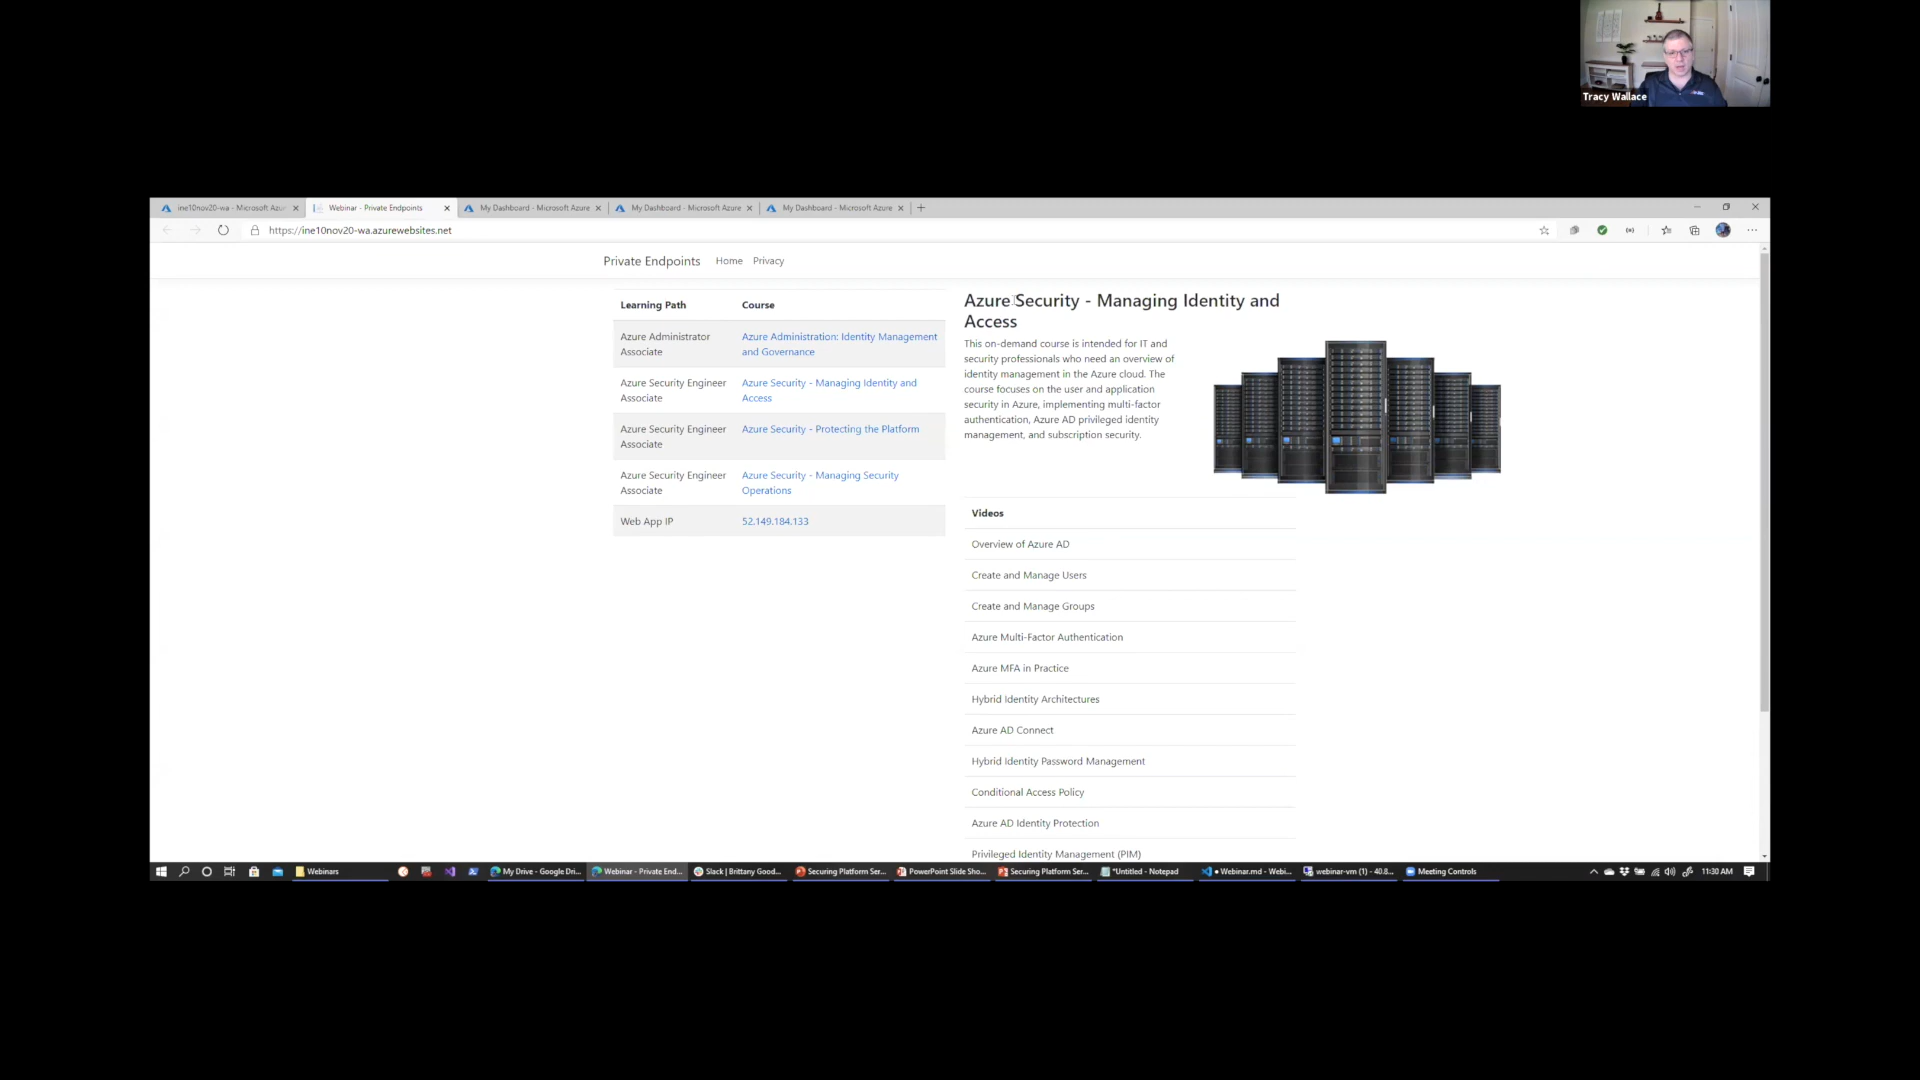 Tracy Wallace
ine10nov20-wa - Microsoft Azur
Webinar - Private Endpoints
My Dashboard - Microsoft Azure
My Dashboard - Microsoft Azure
My Dashboard - Microsoft Azure
https://ine10nov20-wa.azurewebsites.net
Private Endpoints Home Privacy
Learning Path Course
Azure Administrator Associate
Azure Administration: Identity Management
and Governance
Azure Security Engineer
Associate
Azure Security - Managing Identity and
Access
Azure Security Engineer
Associate
Azure Security - Protecting the Platform
Azure Security Engineer
Associate
Azure Security - Managing Security
Operations
Web App IP 52.149.184.133
Azure Security - Managing Identity and
Access
This on-demand course is intended for IT and
security professionals who need an overview of
identity management in the Azure cloud. The
course focuses on the user and application
security in Azure, implementing multi-factor
authentication, Azure AD privileged identity
management, and subscription security.
Videos
Overview of Azure AD
Create and Manage Users
Create and Manage Groups
Azure Multi-Factor Authentication
Azure MFA in Practice
Hybrid Identity Architectures
Azure AD Connect
Hybrid Identity Password Management
Conditional Access Policy
Azure AD Identity Protection
Privileged Identity Management (PIM)
Webinars
My Drive - Google Dri...
Webinar - Private End...
Slack | Brittany Good...
Securing Platform Ser...
PowerPoint Slide Sho...
Securing Platform Ser...
*Untitled - Notepad
● Webinar.md - Webi...
webinar-vm (1) - 40.8...
Meeting Controls
11:30 AM